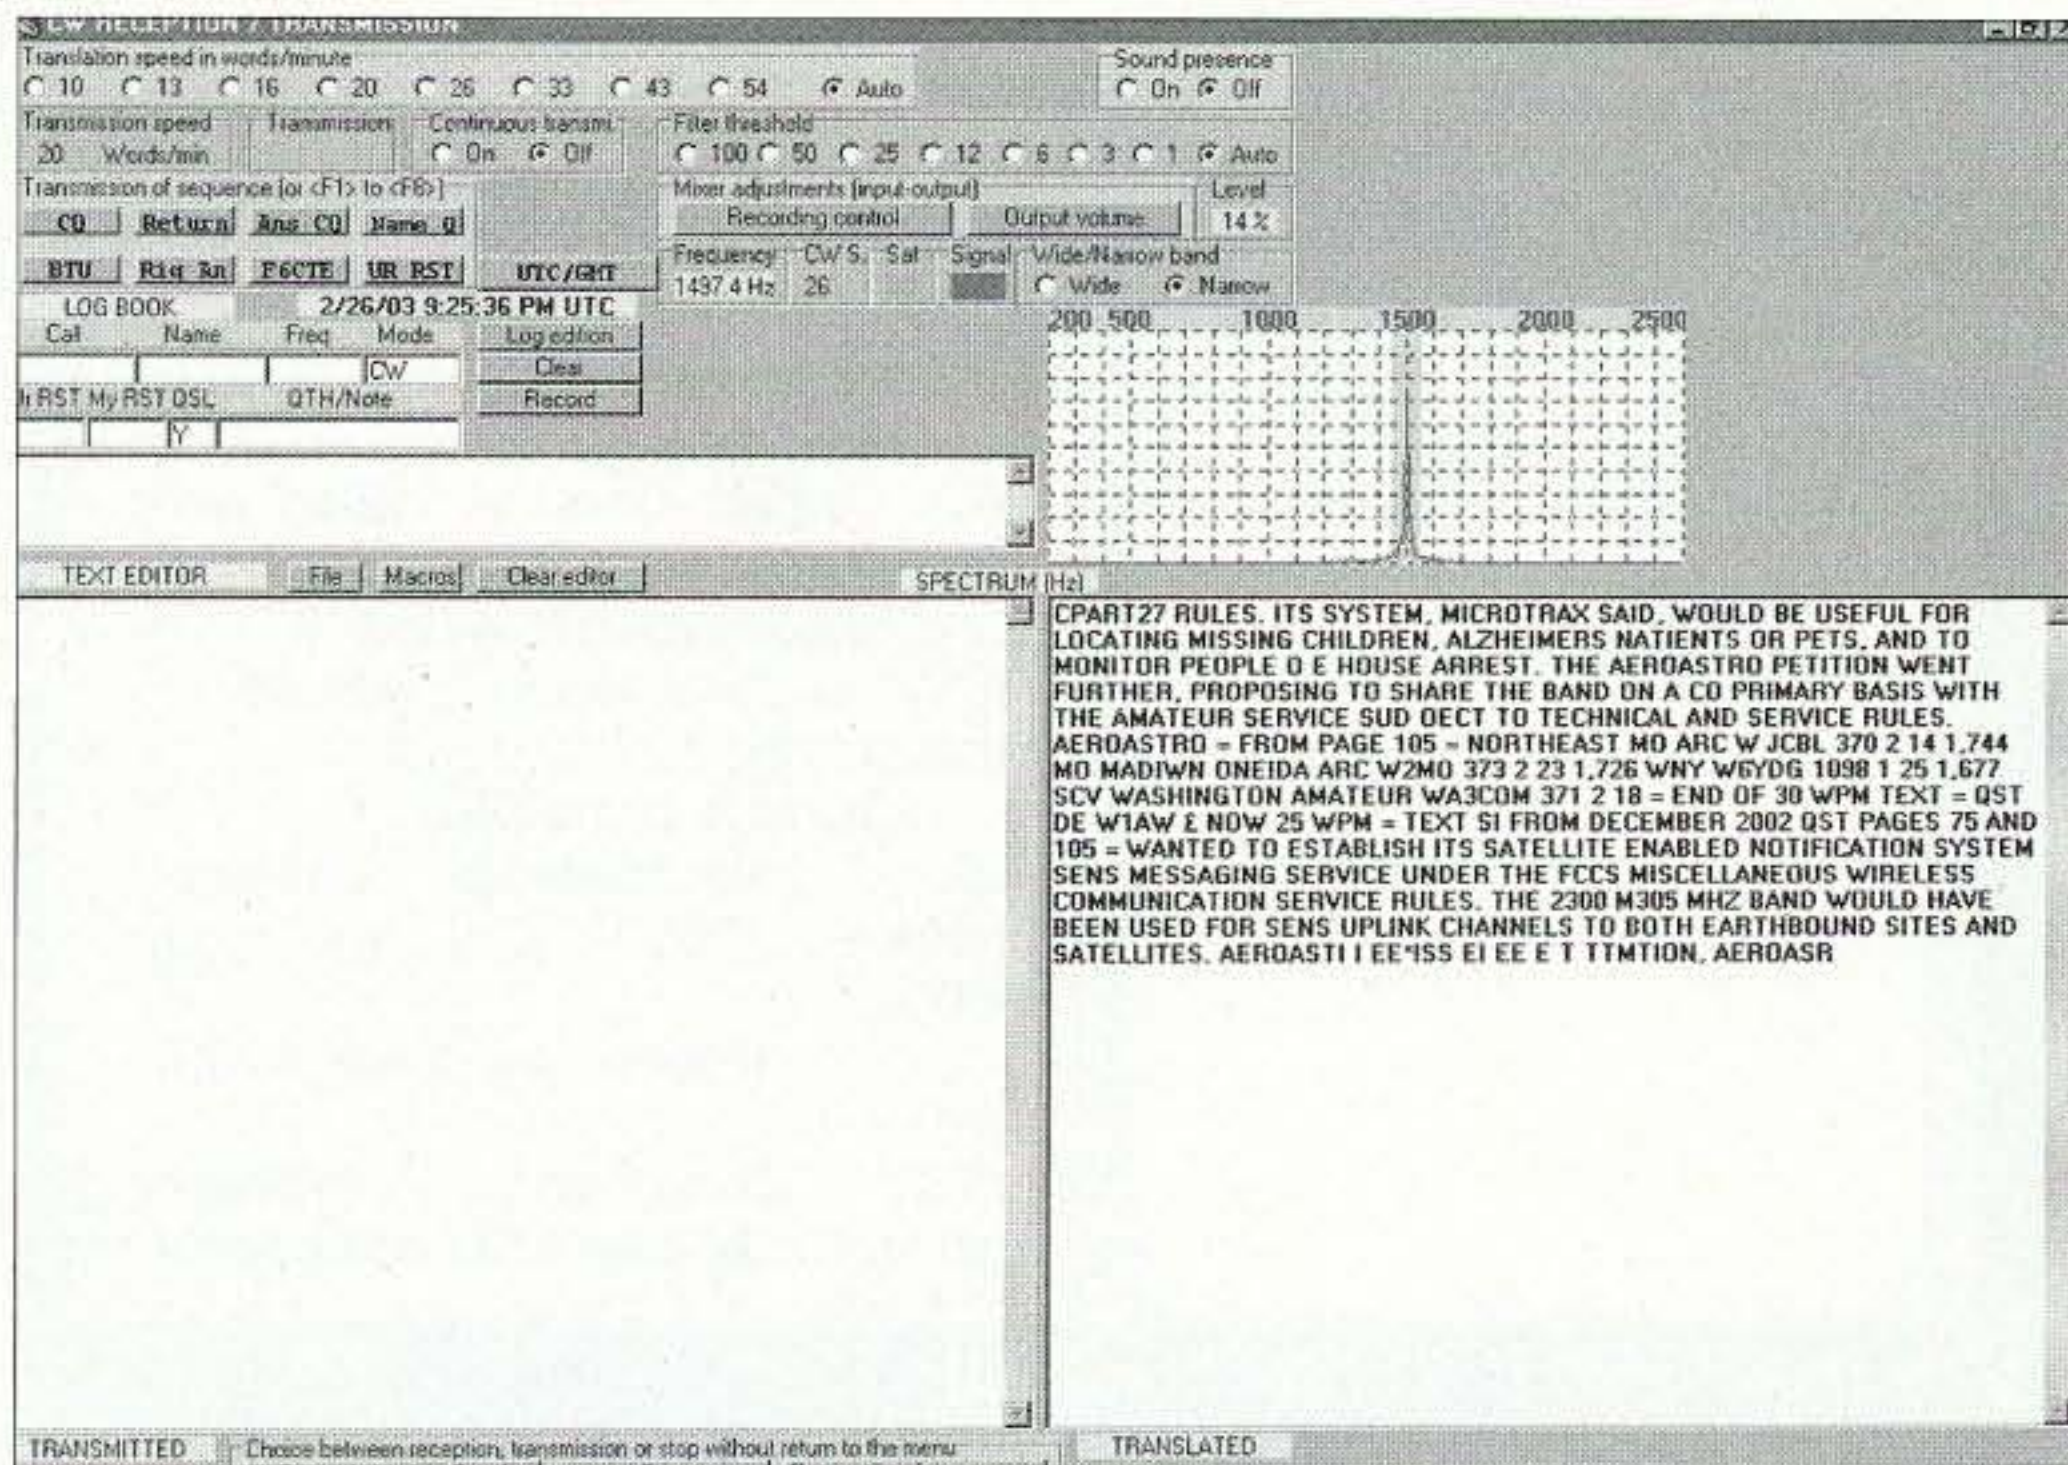 CW RECEPTION / TRANSMISSION
Translation speed in words/minute
Sound presence
10 13 16 20 26 33 43 54 Auto
On Off
Transmission speed Transmission Continuous transmi. Filter threshold
20 Words/min On Off 100 50 25 12 6 3 1 Auto
Transmission of sequence [or <F1> to <F8>] Mixer adjustments (input-output) Level
CQ Return Ans CQ Name Q Recording control Output volume 14 %
Frequency CW S. Sat Signal Wide/Narrow band
BTU Rig An F6CTE UR RST UTC/GMT 1497.4 Hz 26 Wide Narrow
LOG BOOK 2/26/03 9:25:36 PM UTC
200 500 1000 1500 2000 2500
Call Name Freq Mode Log edition
CW Clear
RST My RST QSL QTH/Note Record
Y
TEXT EDITOR File Macros Clear editor SPECTRUM (Hz)
CPART27 RULES. ITS SYSTEM, MICROTRAX SAID, WOULD BE USEFUL FOR
LOCATING MISSING CHILDREN, ALZHEIMERS NATIENTS OR PETS, AND TO
MONITOR PEOPLE O E HOUSE ARREST. THE AEROASTRO PETITION WENT
FURTHER, PROPOSING TO SHARE THE BAND ON A CO PRIMARY BASIS WITH
THE AMATEUR SERVICE SUD OECT TO TECHNICAL AND SERVICE RULES.
AEROASTRO = FROM PAGE 105 = NORTHEAST MO ARC W JCBL 370 2 14 1,744
MO MADIWN ONEIDA ARC W2MO 373 2 23 1,726 WNY W6YDG 1098 1 25 1,677
SCV WASHINGTON AMATEUR WA3COM 371 2 18 = END OF 30 WPM TEXT = QST
DE W1AW £ NOW 25 WPM = TEXT SI FROM DECEMBER 2002 QST PAGES 75 AND
105 = WANTED TO ESTABLISH ITS SATELLITE ENABLED NOTIFICATION SYSTEM
SENS MESSAGING SERVICE UNDER THE FCCS MISCELLANEOUS WIRELESS
COMMUNICATION SERVICE RULES. THE 2300 M305 MHZ BAND WOULD HAVE
BEEN USED FOR SENS UPLINK CHANNELS TO BOTH EARTHBOUND SITES AND
SATELLITES. AEROASTI I EE*ISS EI EE E T TTMTION, AEROASR
TRANSMITTED Choice between reception, transmission or stop without return to the menu TRANSLATED